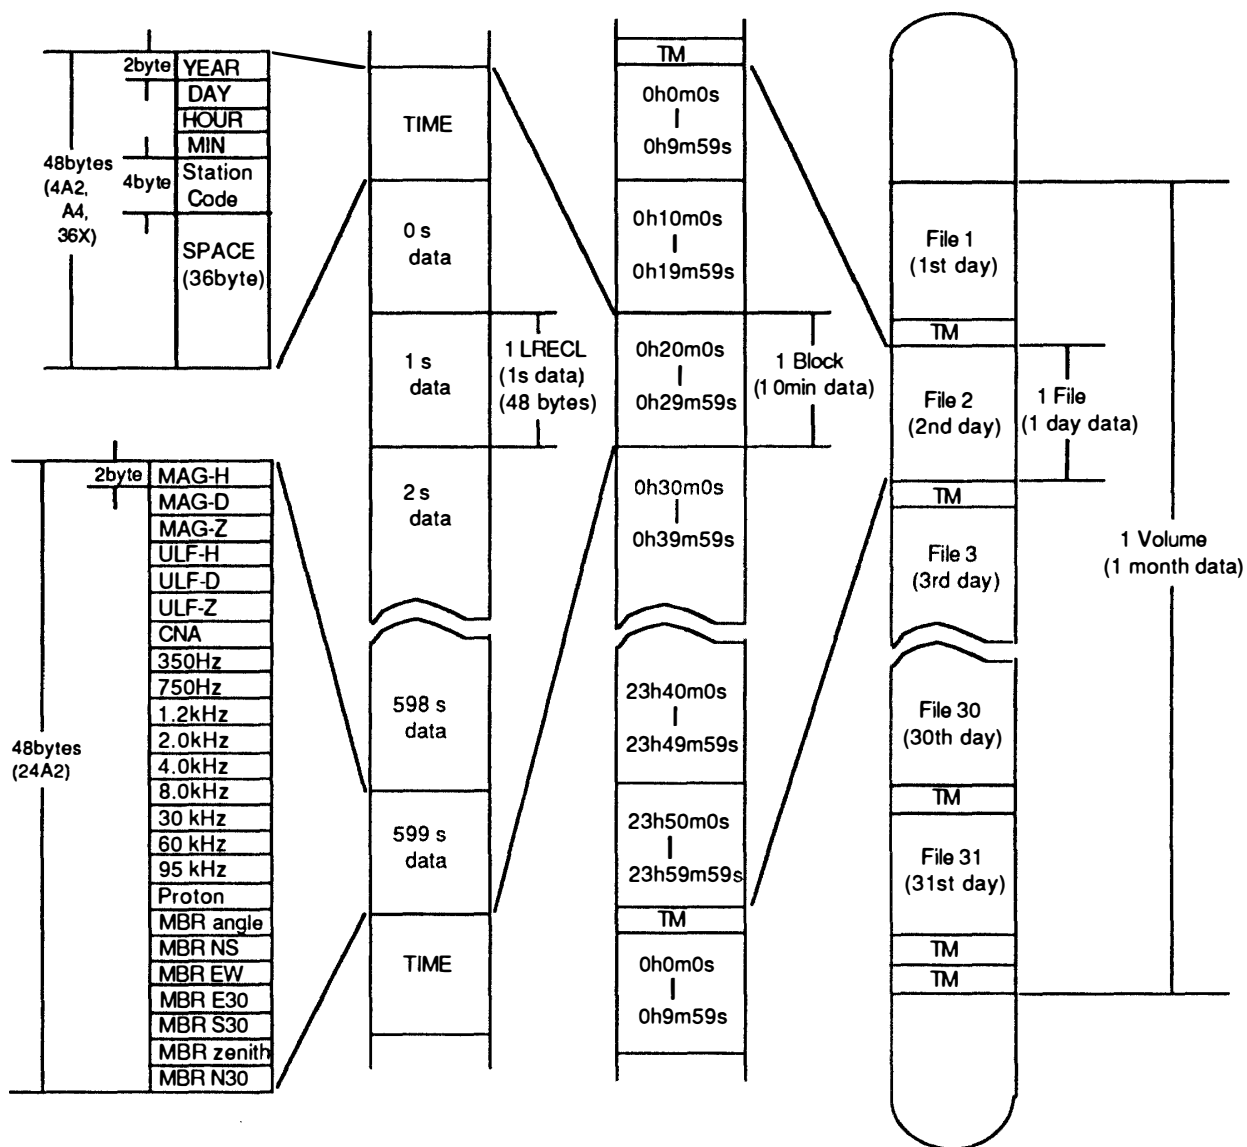 2byte
YEAR
DAY
HOUR
MIN
4byte
Station
Code
SPACE
(36byte)
48bytes
(4A2,
A4,
36X)
2byte
MAG-H
MAG-D
MAG-Z
ULF-H
ULF-D
ULF-Z
CNA
350Hz
750Hz
1.2kHz
2.0kHz
4.0kHz
8.0kHz
30 kHz
60 kHz
95 kHz
Proton
MBR angle
MBR NS
MBR EW
MBR E30
MBR S30
MBR zenith
MBR N30
48bytes
(24A2)
TIME
0 s
data
1 s
data
2 s
data
598 s
data
599 s
data
TIME
1 LRECL
(1s data)
(48 bytes)
TM
0h0m0s
0h9m59s
0h10m0s
0h19m59s
0h20m0s
0h29m59s
0h30m0s
0h39m59s
23h40m0s
23h49m59s
23h50m0s
23h59m59s
TM
0h0m0s
0h9m59s
1 Block
(10min data)
File 1
(1st day)
TM
File 2
(2nd day)
TM
File 3
(3rd day)
File 30
(30th day)
TM
File 31
(31st day)
TM
TM
1 File
(1 day data)
1 Volume
(1 month data)